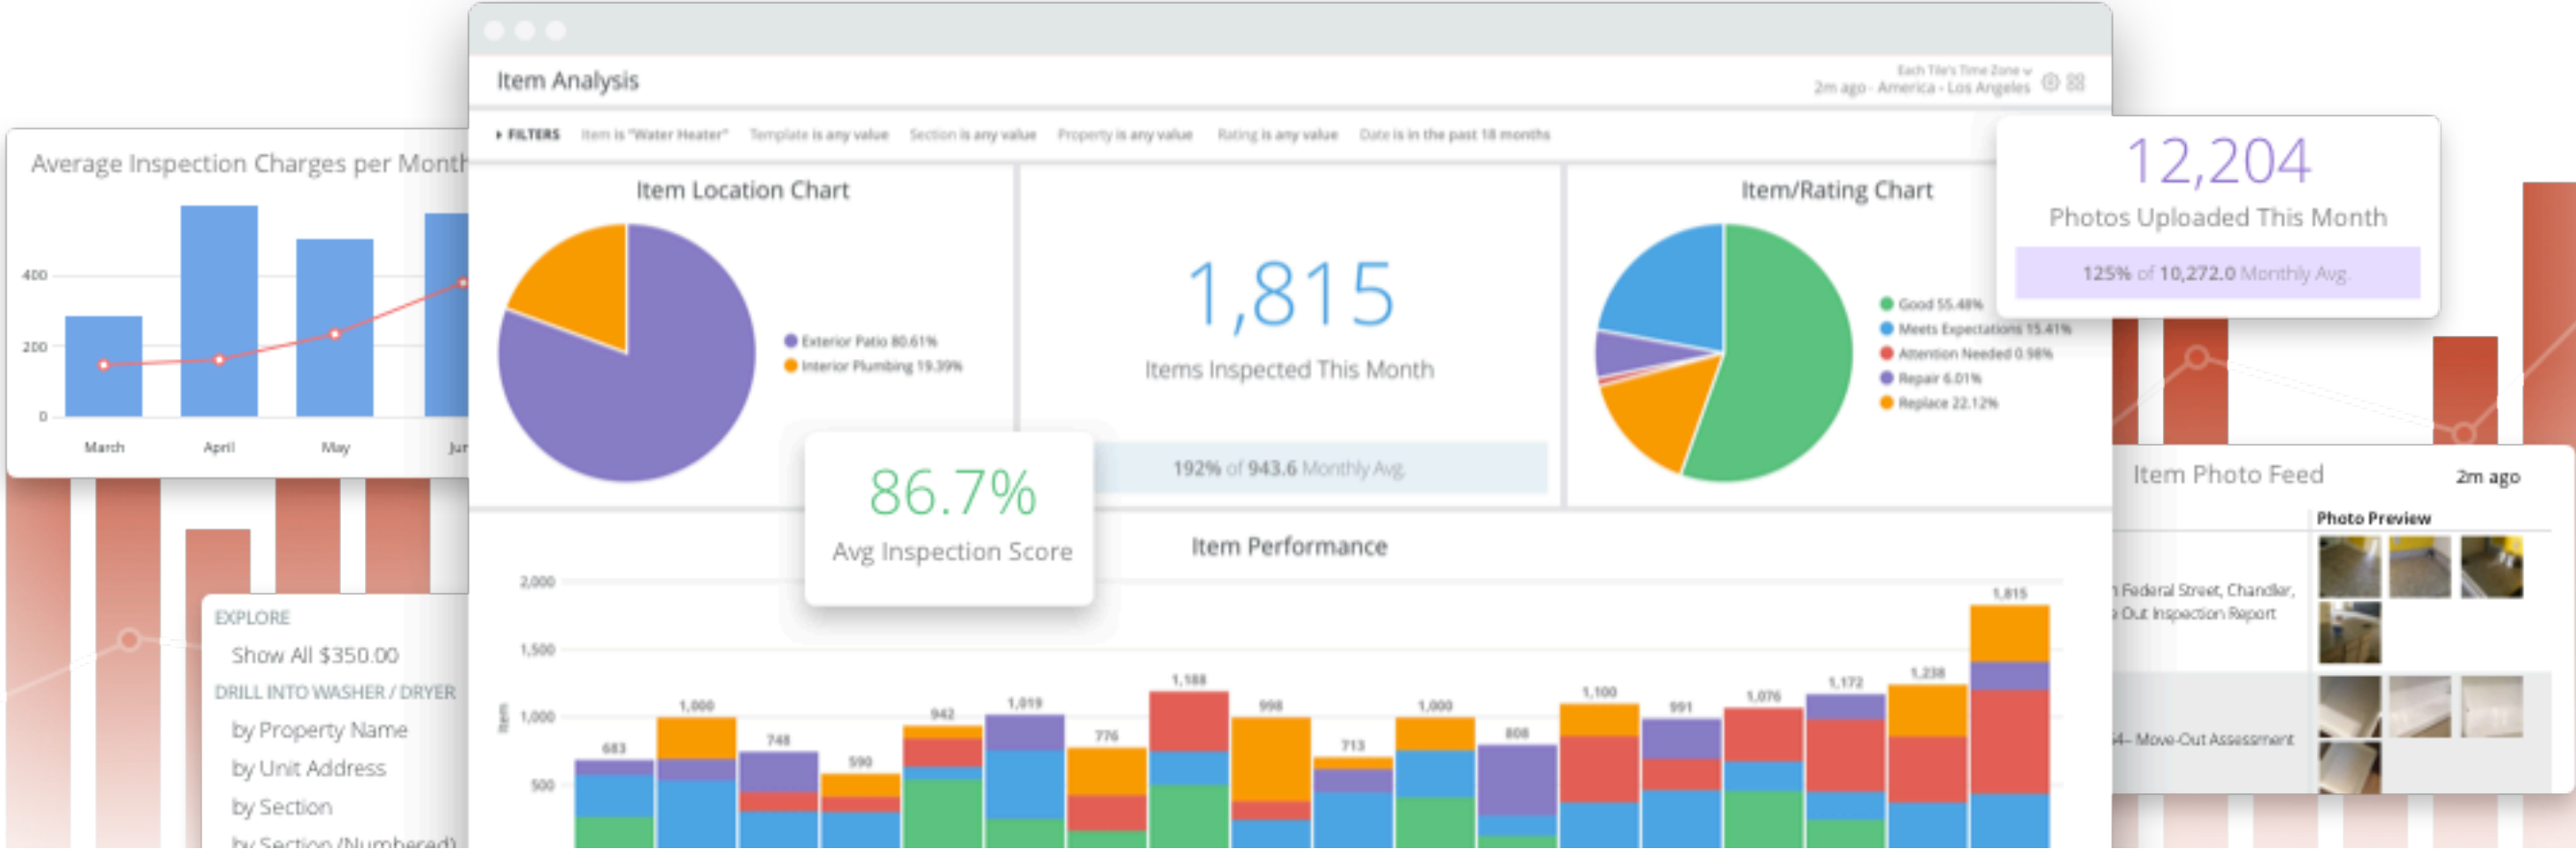 Item Analysis
Each Tile's Time Zone
2m ago - America - Los Angeles
FILTERS Item is "Water Heater" Template is any value Section is any value Property is any value Rating is any value Date is in the past 18 months
Average Inspection Charges per Month
400
200
0
March April May Jun
Item Location Chart
Exterior Patio 80.61%
Interior Plumbing 19.39%
1,815
Items Inspected This Month
192% of 943.6 Monthly Avg.
Item/Rating Chart
Good 55.48%
Meets Expectations 15.41%
Attention Needed 0.98%
Repair 6.01%
Replace 22.12%
12,204
Photos Uploaded This Month
125% of 10,272.0 Monthly Avg.
86.7%
Avg Inspection Score
EXPLORE
Show All $350.00
DRILL INTO WASHER / DRYER
by Property Name
by Unit Address
by Section
by Section (Numbered)
Item Performance
2,000
1,500
1,000
500
Item
683 1,000 748 590 942 1,019 776 1,188 998 713 1,000 808 1,100 991 1,076 1,172 1,238 1,815
Item Photo Feed 2m ago
Photo Preview
Federal Street, Chandler,
Out Inspection Report
Move-Out Assessment